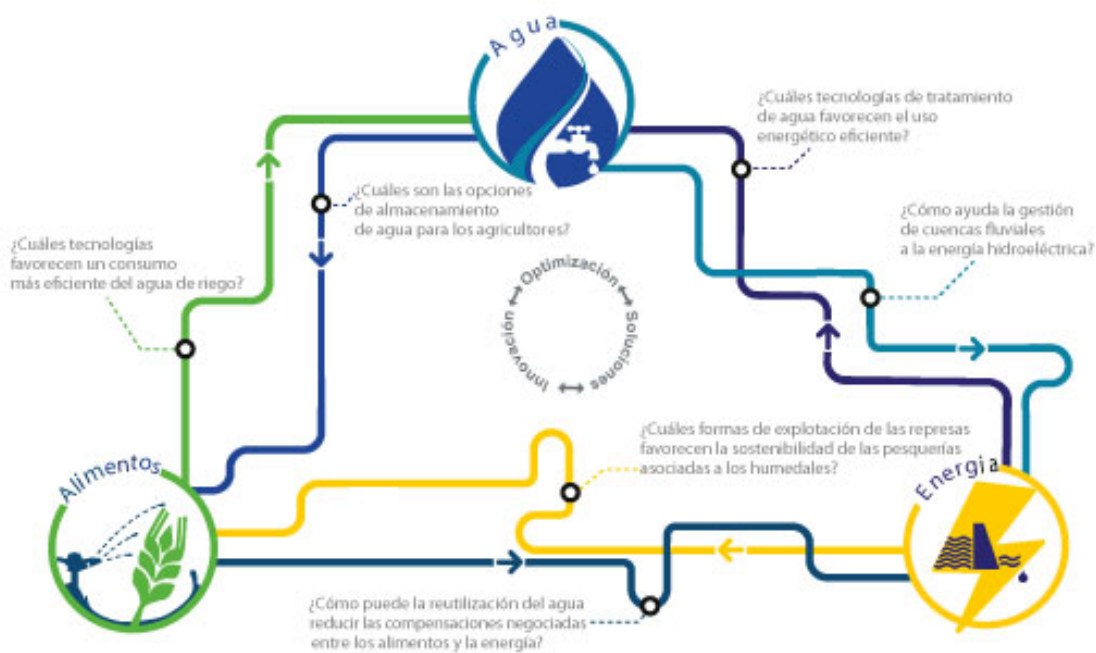 Agua
¿Cuáles tecnologías de tratamiento
de agua favorecen el uso
energético eficiente?
¿Cuáles son las opciones
de almacenamiento
de agua para los agricultores?
¿Cómo ayuda la gestión
de cuencas fluviales
a la energía hidroeléctrica?
¿Cuáles tecnologías
favorecen un consumo
más eficiente del agua de riego?
Optimización
Soluciones
Innovación
¿Cuáles formas de explotación de las represas
favorecen la sostenibilidad de las pesquerías
asociadas a los humedales?
Alimentos
Energia
¿Cómo puede la reutilización del agua
reducir las compensaciones negociadas
entre los alimentos y la energía?